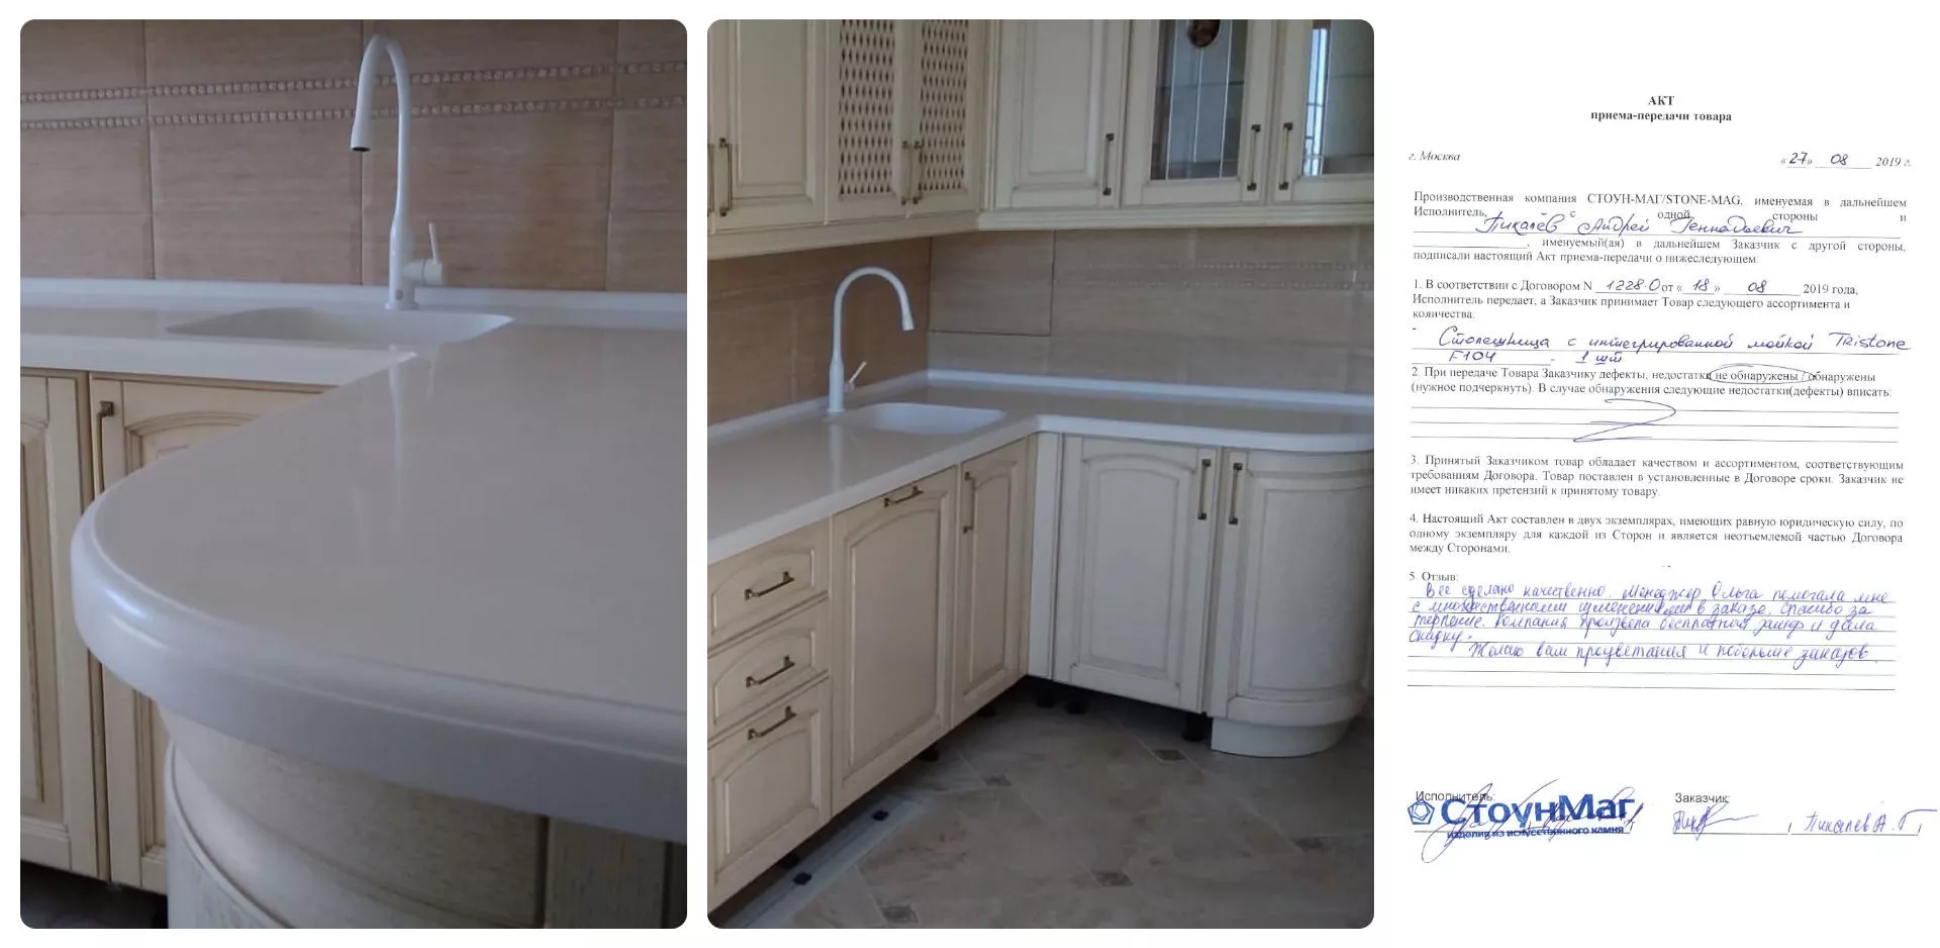 АКТ
приема-передачи товара
г. Москва «27» 08 2019 г.
Производственная компания СТОУН-МАГ/STONE-MAG, именуемая в дальнейшем
Исполнитель, с одной стороны и
Пикалёв Андрей Геннадьевич
, именуемый(ая) в дальнейшем Заказчик с другой стороны,
подписали настоящий Акт приема-передачи о нижеследующем:
1. В соответствии с Договором N 1228-О от « 18 » 08 2019 года,
Исполнитель передает, а Заказчик принимает Товар следующего ассортимента и
количества:
Столешница с интегрированной мойкой Tristone
F104 - 1 шт
2. При передаче Товара Заказчику дефекты, недостатки не обнаружены / обнаружены
(нужное подчеркнуть). В случае обнаружения следующие недостатки(дефекты) вписать:
3. Принятый Заказчиком товар обладает качеством и ассортиментом, соответствующим
требованиям Договора. Товар поставлен в установленные в Договоре сроки. Заказчик не
имеет никаких претензий к принятому товару.
4. Настоящий Акт составлен в двух экземплярах, имеющих равную юридическую силу, по
одному экземпляру для каждой из Сторон и является неотъемлемой частью Договора
между Сторонами.
5. Отзыв:
Все сделано качественно. Менеджер Ольга помогала мне
с множественными изменениями в заказе. Спасибо за
терпение. Компания произвела бесплатный замер и дала
скидку.
Желаю вам процветания и побольше заказов.
Исполнитель: Заказчик:
СтоунМаг
изделия из искусственного камня
Пикалёв А. Г.